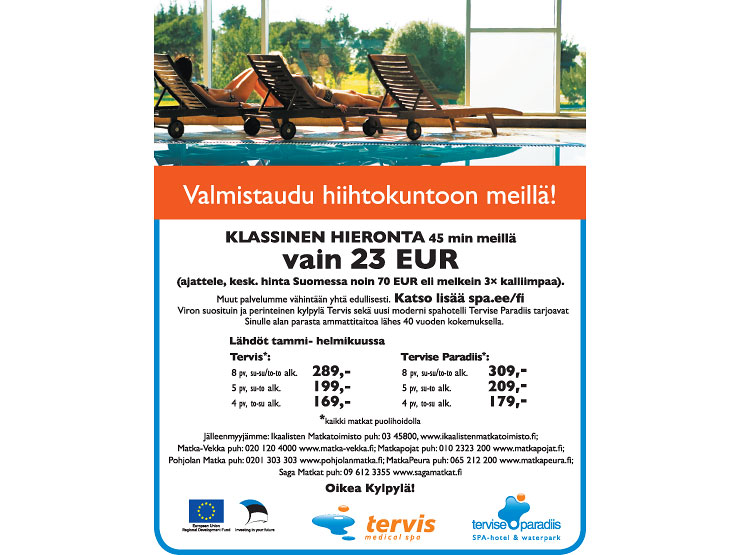 Valmistaudu hiihtokuntoon meillä!
KLASSINEN HIERONTA 45 min meillä
vain 23 EUR
(ajattele, kesk. hinta Suomessa noin 70 EUR eli melkein 3x kalliimpaa).
Muut palvelumme vähintään yhtä edullisesti. Katso lisää spa.ee/fi
Viron suosituin ja perinteinen kylpylä Tervis sekä uusi moderni spahotelli Tervise Paradiis tarjoavat
Sinulle alan parasta ammattitaitoa lähes 40 vuoden kokemuksella.
Lähdöt tammi- helmikuussa
Tervis*:
8 pv, su-su/to-to alk. 289,-
5 pv, su-to alk. 199,-
4 pv, to-su alk. 169,-
Tervise Paradiis*:
8 pv, su-su/to-to alk. 309,-
5 pv, su-to alk. 209,-
4 pv, to-su alk. 179,-
*kaikki matkat puolihoidolla
Jälleenmyyjämme: Ikaalisten Matkatoimisto puh: 03 45800, www.ikaalistenmatkatoimisto.fi;
Matka-Vekka puh: 020 120 4000 www.matka-vekka.fi; Matkapojat puh: 010 2323 200 www.matkapojat.fi;
Pohjolan Matka puh: 0201 303 303 www.pohjolanmatka.fi; MatkaPeura puh: 065 212 200 www.matkapeura.fi;
Saga Matkat puh: 09 612 3355 www.sagamatkat.fi
Oikea Kylpylä!
European Union
Regional Development Fund
Investing in your future
tervis
medical spa
tervise paradiis
SPA-hotel & waterpark